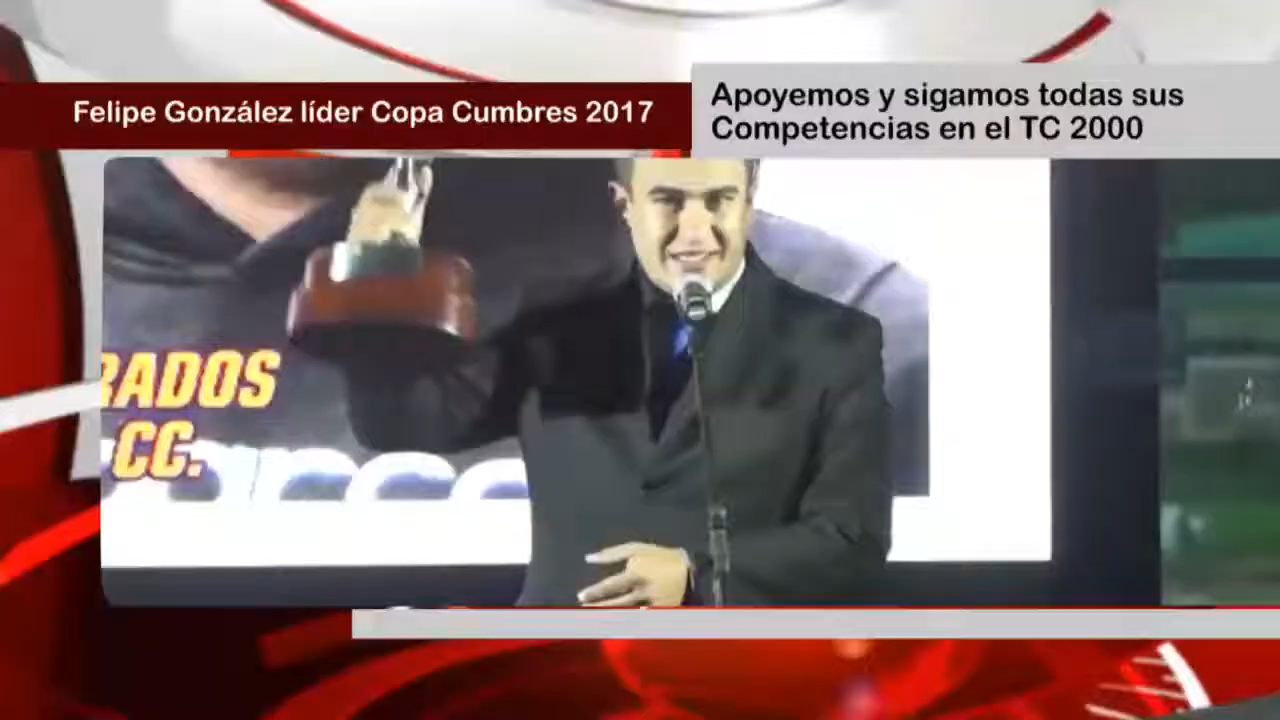 Felipe González líder Copa Cumbres 2017
Apoyemos y sigamos todas sus
Competencias en el TC 2000
RADOS
CC.